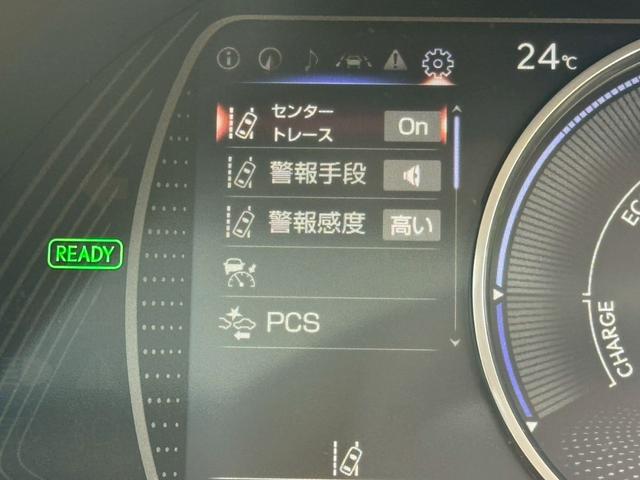 24℃
センター
トレース On
警報手段
警報感度 高い
READY
PCS
CHARGE